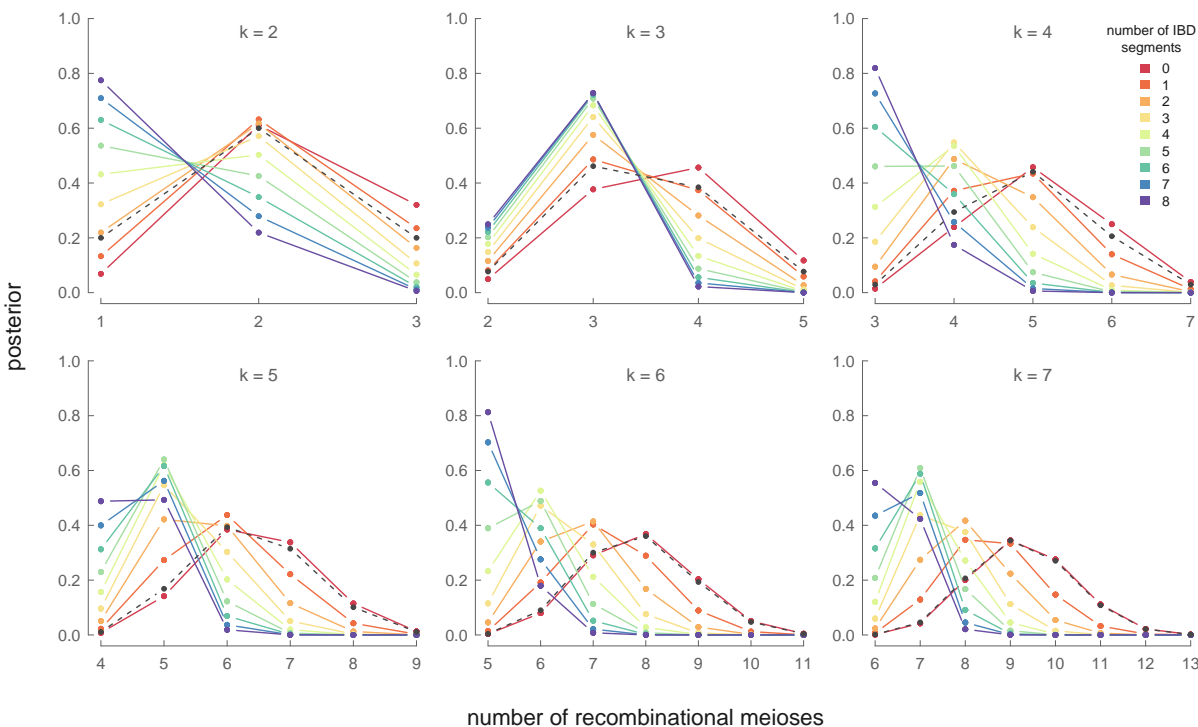 k = 2
k = 3
k = 4
number of IBD
segments
0
1
2
3
4
5
6
7
8
1.0
0.8
0.6
0.4
0.2
0.0
1 2 3
1.0
0.8
0.6
0.4
0.2
0.0
2 3 4 5
1.0
0.8
0.6
0.4
0.2
0.0
3 4 5 6 7
posterior
k = 5
k = 6
k = 7
1.0
0.8
0.6
0.4
0.2
0.0
4 5 6 7 8 9
1.0
0.8
0.6
0.4
0.2
0.0
5 6 7 8 9 10 11
1.0
0.8
0.6
0.4
0.2
0.0
6 7 8 9 10 11 12 13
number of recombinational meioses